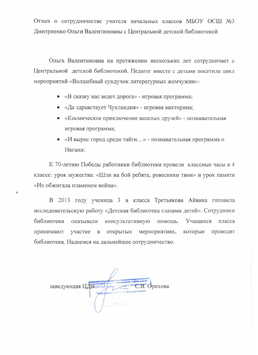 Отзыв о сотрудничестве учителя начальных классов МБОУ ОСШ №3
Дмитриенко Ольги Валентиновны с Центральной детской библиотекой
Ольга Валентиновна на протяжении нескольких лет сотрудничает с
Центральной детской библиотекой. Педагог вместе с детьми посетила цикл
мероприятий «Волшебный сундучок литературных жемчужин»:
• «В сказку нас ведет дорога» - игровая программа;
• «Да здравствует Чукландия» - игровая викторина;
• «Космическое приключение веселых друзей» - познавательная
игровая программа;
• «И вырос город среди тайги…» - познавательная программа о
Нягани;
К 70-летию Победы работники библиотеки провели классные часы в 4
классе: урок мужества: «Шли на бой ребята, ровесники твои» и урок памяти
«Их обжигала пламенем война».
В 2013 году ученица 3 в класса Третьякова Айвика готовила
исследовательскую работу «Детская библиотека глазами детей». Сотрудники
библиотеки оказывали консультативную помощь. Учащиеся класса
принимают участие в открытых мероприятиях, которые проводит
библиотека. Надеемся на дальнейшее сотрудничество.
заведующая ЦДБ С.В. Орехова